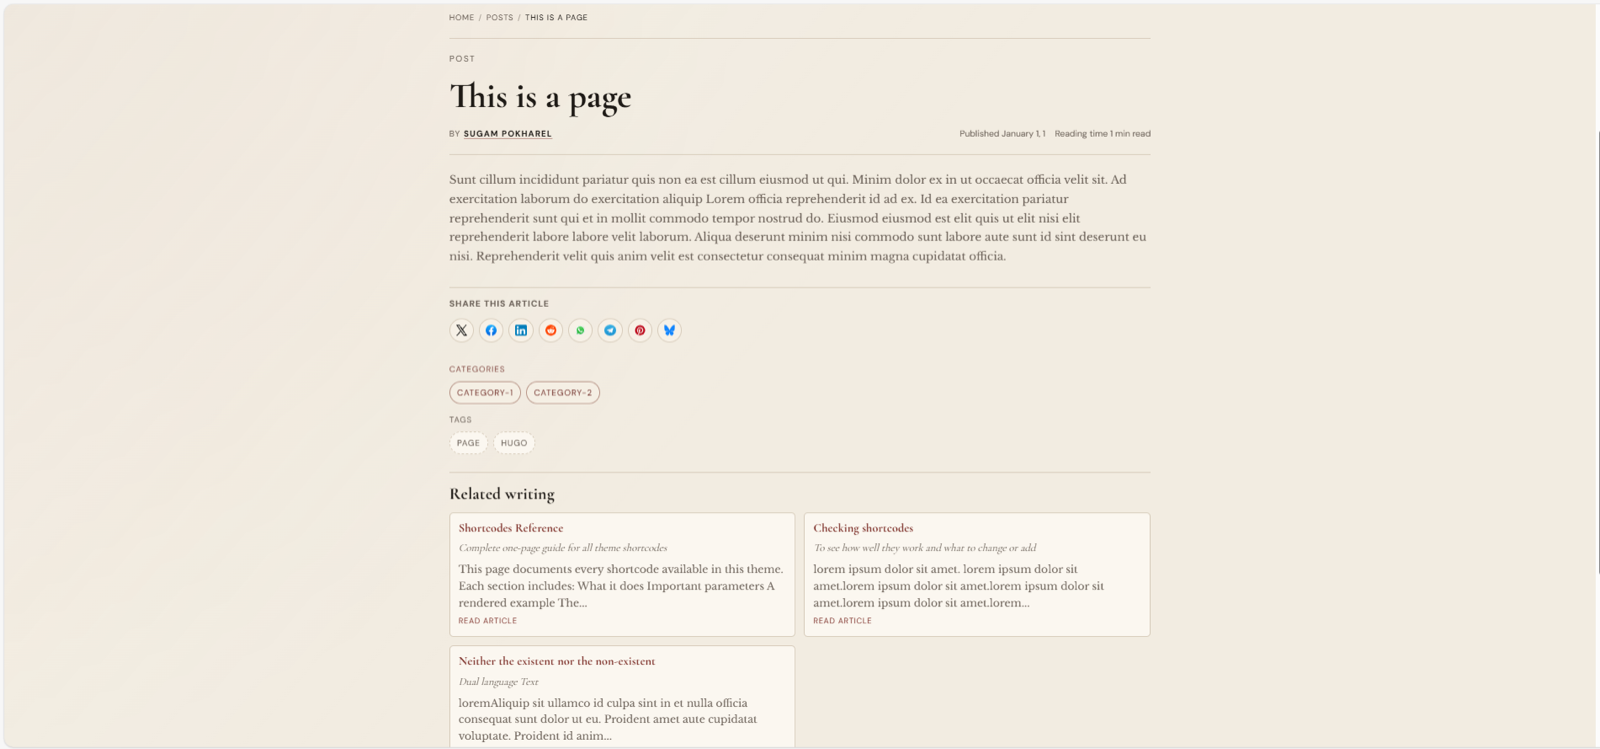 HOME / POSTS / THIS IS A PAGE
POST
This is a page
BY SUGAM POKHAREL
Published January 1, 1 Reading time 1 min read
Sunt cillum incididunt pariatur quis non ea est cillum eiusmod ut qui. Minim dolor ex in ut occaecat officia velit sit. Ad
exercitation laborum do exercitation aliquip Lorem officia reprehenderit id ad ex. Id ea exercitation pariatur
reprehenderit sunt qui et in mollit commodo tempor nostrud do. Eiusmod eiusmod est elit quis ut elit nisi elit
reprehenderit labore labore velit laborum. Aliqua deserunt minim nisi commodo sunt labore aute sunt id sint deserunt eu
nisi. Reprehenderit velit quis anim velit est consectetur consequat minim magna cupidatat officia.
SHARE THIS ARTICLE
CATEGORIES
CATEGORY-1 CATEGORY-2
TAGS
PAGE HUGO
Related writing
Shortcodes Reference
Complete one-page guide for all theme shortcodes
This page documents every shortcode available in this theme.
Each section includes: What it does Important parameters A
rendered example The...
READ ARTICLE
Checking shortcodes
To see how well they work and what to change or add
lorem ipsum dolor sit amet. lorem ipsum dolor sit
amet.lorem ipsum dolor sit amet.lorem ipsum dolor sit
amet.lorem ipsum dolor sit amet.lorem...
READ ARTICLE
Neither the existent nor the non-existent
Dual language Text
loremAliquip sit ullamco id culpa sint in et nulla officia
consequat sunt dolor ut eu. Proident amet aute cupidatat
voluptate. Proident id anim...